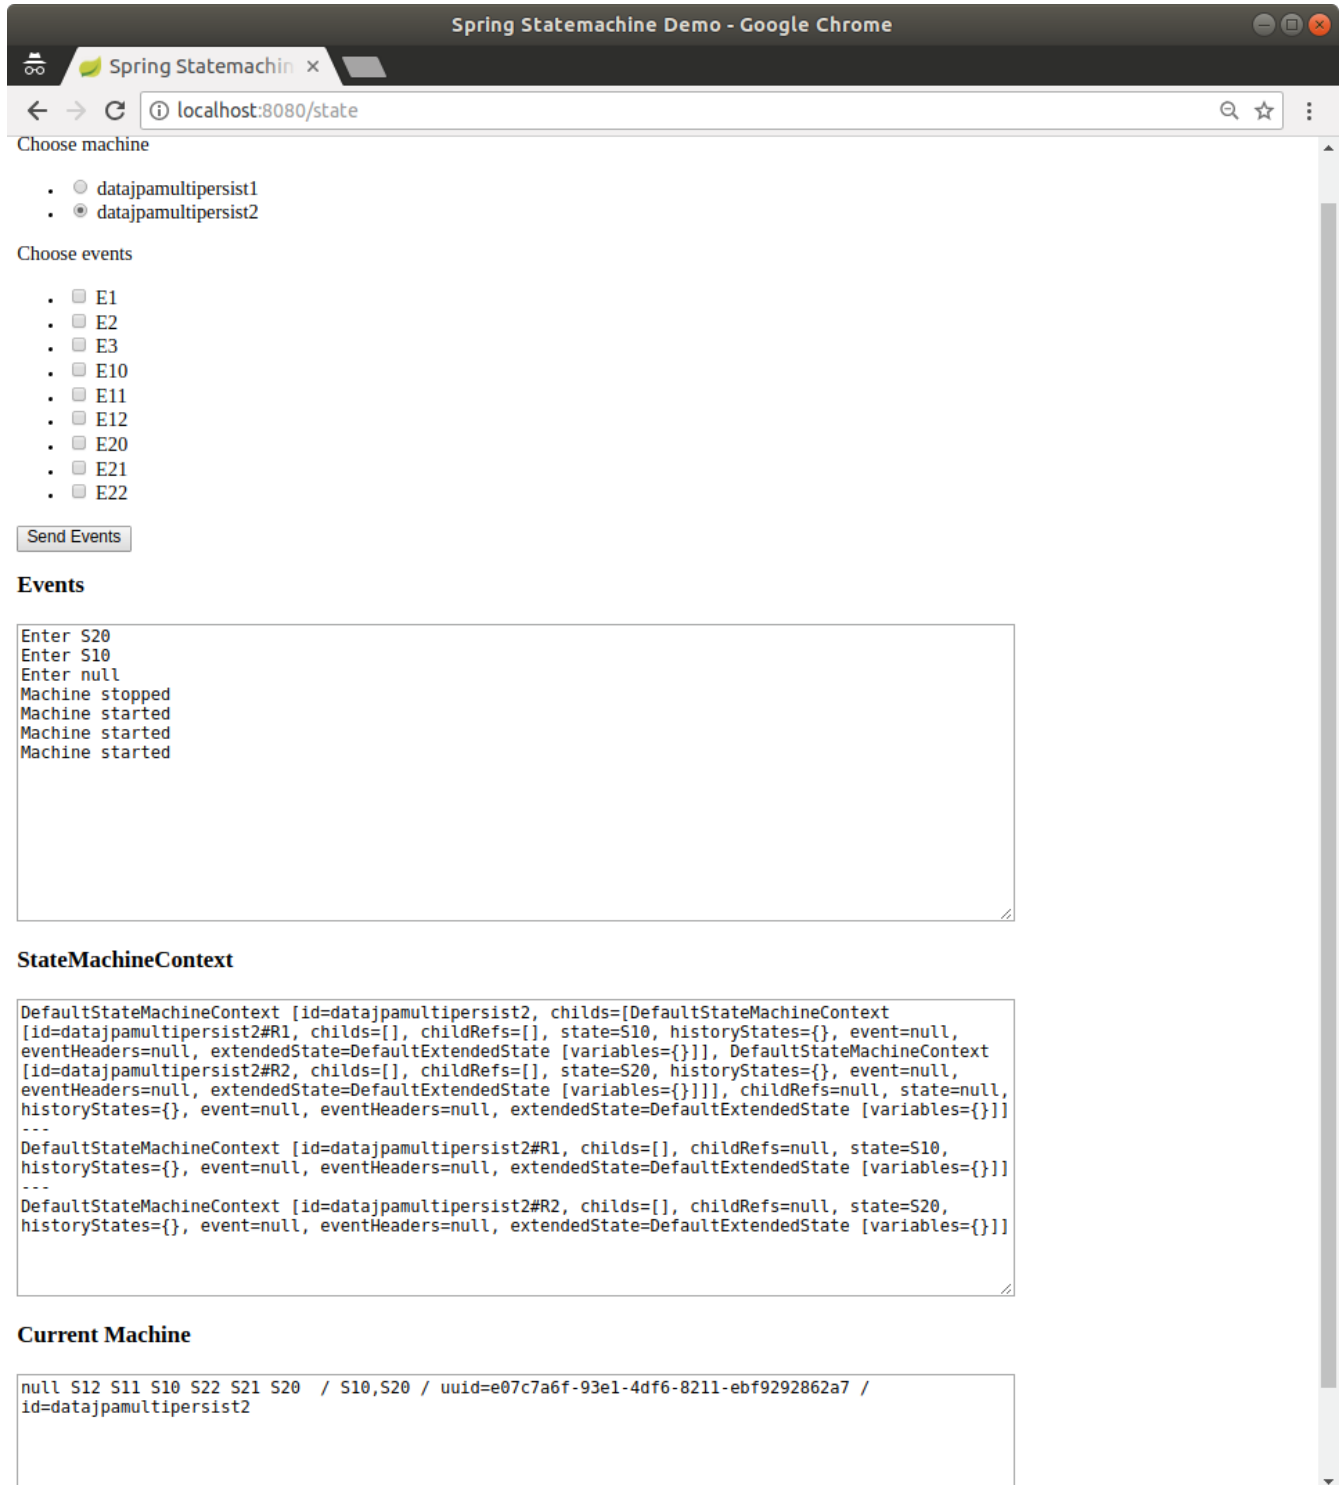 Spring Statemachine Demo - Google Chrome
Spring Statemachin
localhost:8080/state
Choose machine
datajpamultipersist1
datajpamultipersist2
Choose events
E1
E2
E3
E10
E11
E12
E20
E21
E22
Send Events
Events
Enter S20
Enter S10
Enter null
Machine stopped
Machine started
Machine started
Machine started
StateMachineContext
DefaultStateMachineContext [id=datajpamultipersist2, childs=[DefaultStateMachineContext
[id=datajpamultipersist2#R1, childs=[], childRefs=[], state=S10, historyStates={}, event=null,
eventHeaders=null, extendedState=DefaultExtendedState [variables={}]], DefaultStateMachineContext
[id=datajpamultipersist2#R2, childs=[], childRefs=[], state=S20, historyStates={}, event=null,
eventHeaders=null, extendedState=DefaultExtendedState [variables={}]]], childRefs=null, state=null,
historyStates={}, event=null, eventHeaders=null, extendedState=DefaultExtendedState [variables={}]]
---
DefaultStateMachineContext [id=datajpamultipersist2#R1, childs=[], childRefs=null, state=S10,
historyStates={}, event=null, eventHeaders=null, extendedState=DefaultExtendedState [variables={}]]
---
DefaultStateMachineContext [id=datajpamultipersist2#R2, childs=[], childRefs=null, state=S20,
historyStates={}, event=null, eventHeaders=null, extendedState=DefaultExtendedState [variables={}]]
Current Machine
null S12 S11 S10 S22 S21 S20  / S10,S20 / uuid=e07c7a6f-93e1-4df6-8211-ebf9292862a7 /
id=datajpamultipersist2